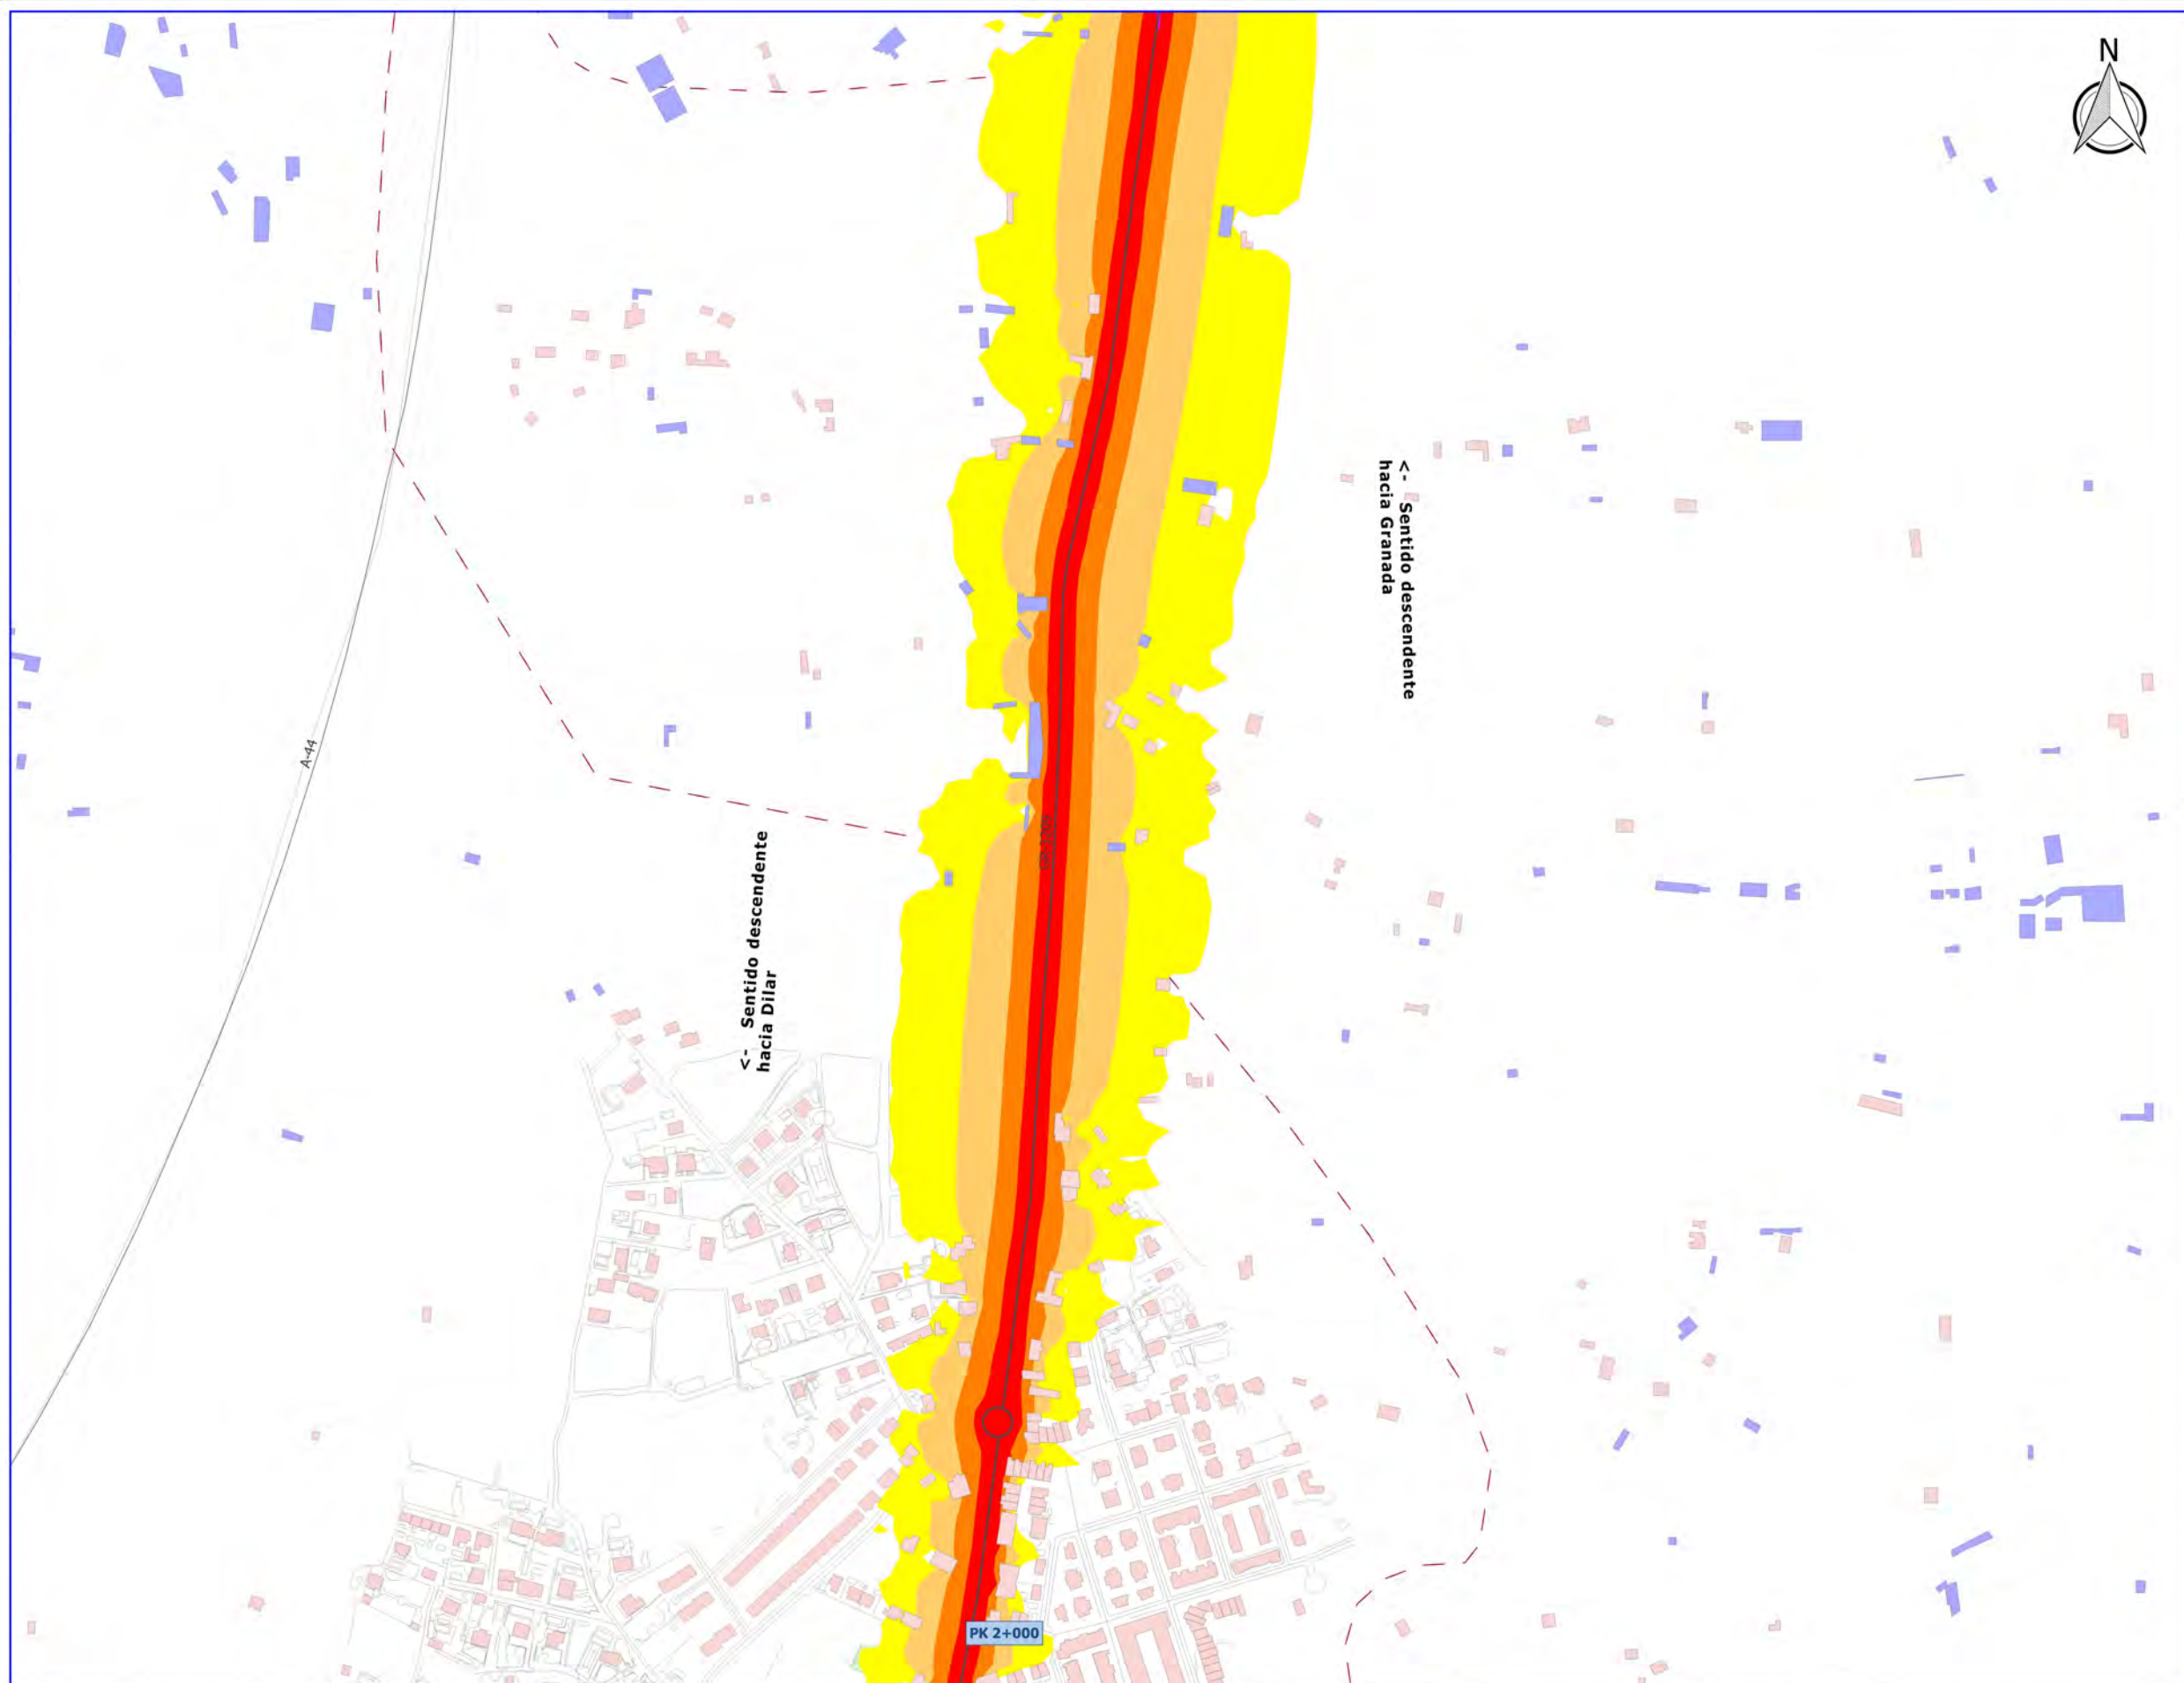 N
<- Sentido descendente
hacia Granada
A-44
<- Sentido descendente
hacia Dilar
PK 2+000